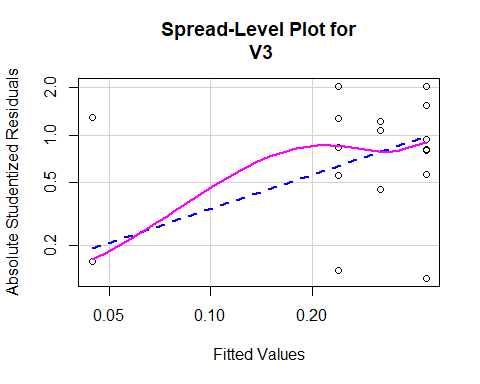 Spread-Level Plot for
V3
Absolute Studentized Residuals
2.0
1.0
0.5
0.2
0.05
0.10
0.20
Fitted Values